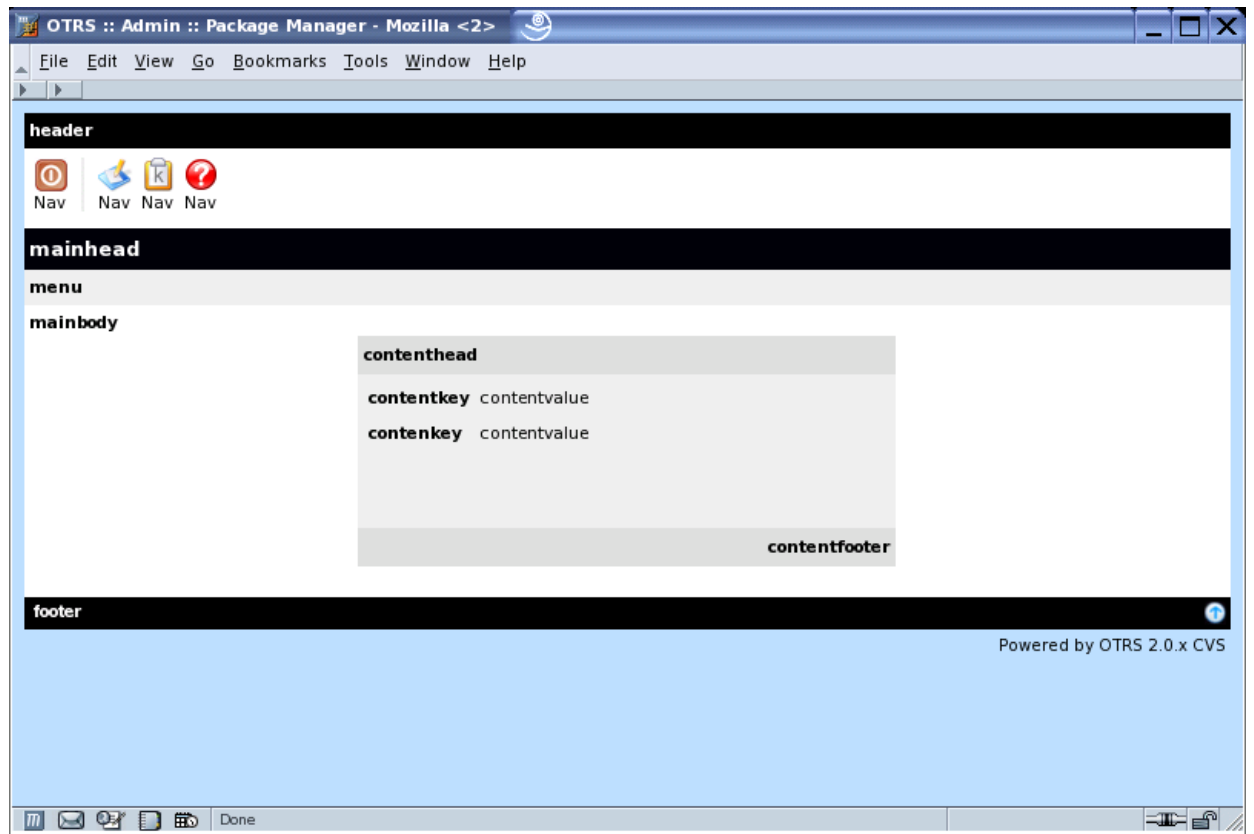 OTRS :: Admin :: Package Manager - Mozilla <2>
File Edit View Go Bookmarks Tools Window Help
header
Nav Nav Nav Nav
mainhead
menu
mainbody
contenthead
contentkey contentvalue
contenkey contentvalue
contentfooter
footer
Powered by OTRS 2.0.x CVS
Done